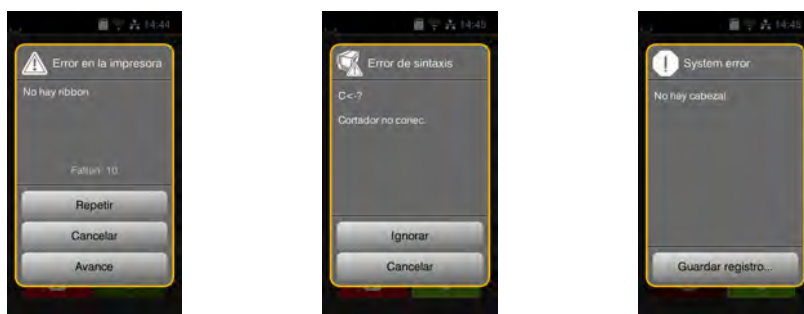 14:44
Error en la impresora
No hay ribbon
Faltan: 10
Repetir
Cancelar
Avance
14:45
Error de sintaxis
C<-?
Cortador no conec.
Ignorar
Cancelar
14:45
System error
No hay cabezal
Guardar registro...